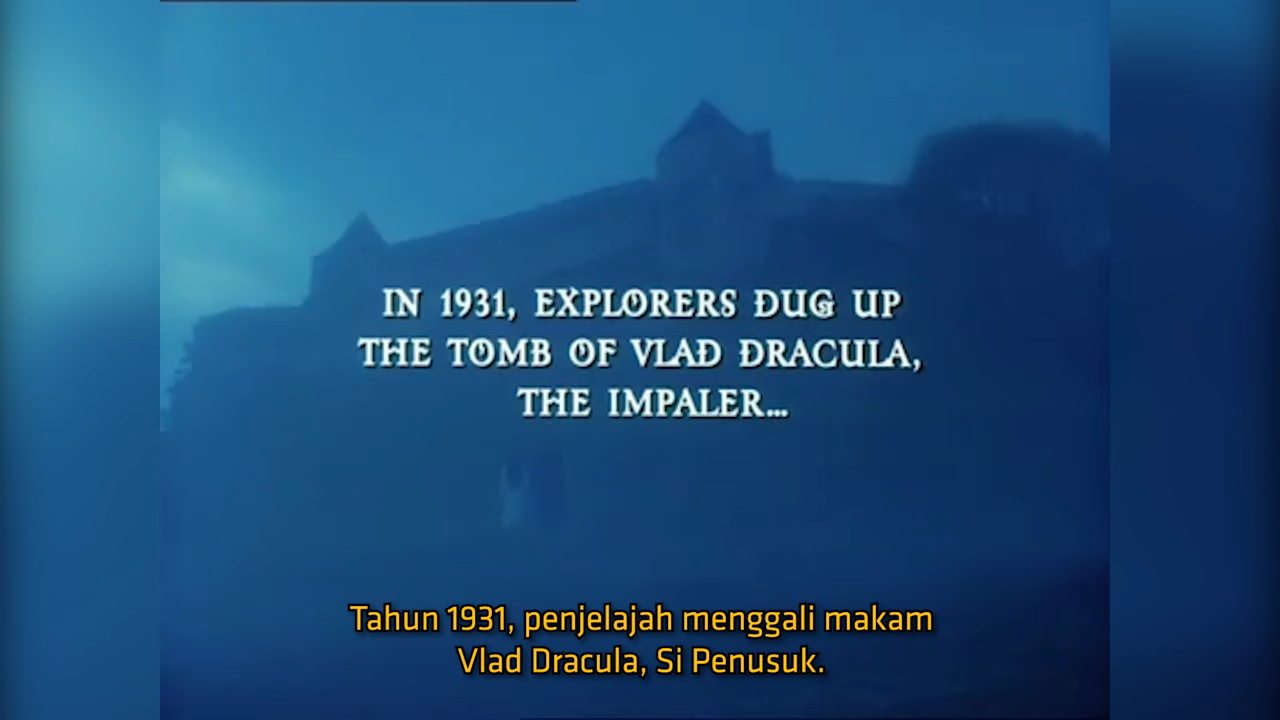 IN 1931, EXPLORERS DUG UP
THE TOMB OF VLAD DRACULA,
THE IMPALER...
Tahun 1931, penjelajah menggali makam
Vlad Dracula, Si Penusuk.